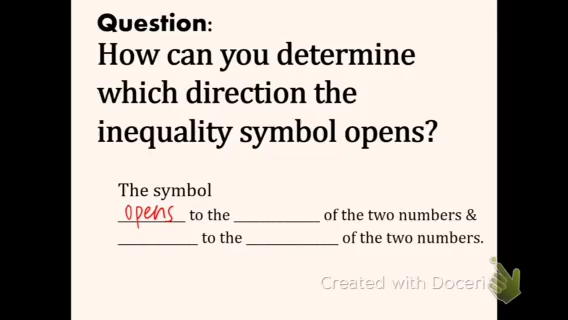 Question:
How can you determine
which direction the
inequality symbol opens?
The symbol
opens to the ____________ of the two numbers &
___________ to the _____________ of the two numbers.
Created with Doceri